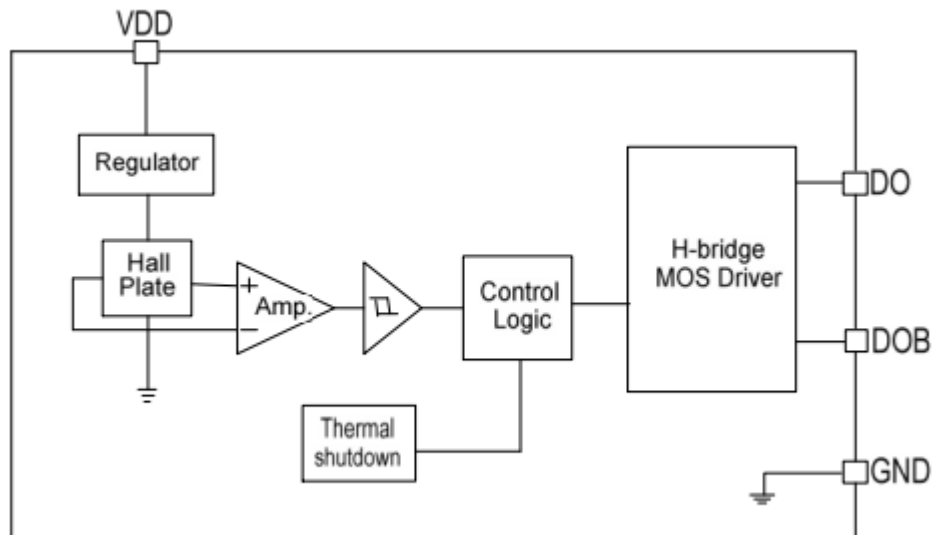 VDD
Regulator
Hall
Plate
+
Amp.
−
Control
Logic
H-bridge
MOS Driver
DO
DOB
Thermal
shutdown
GND